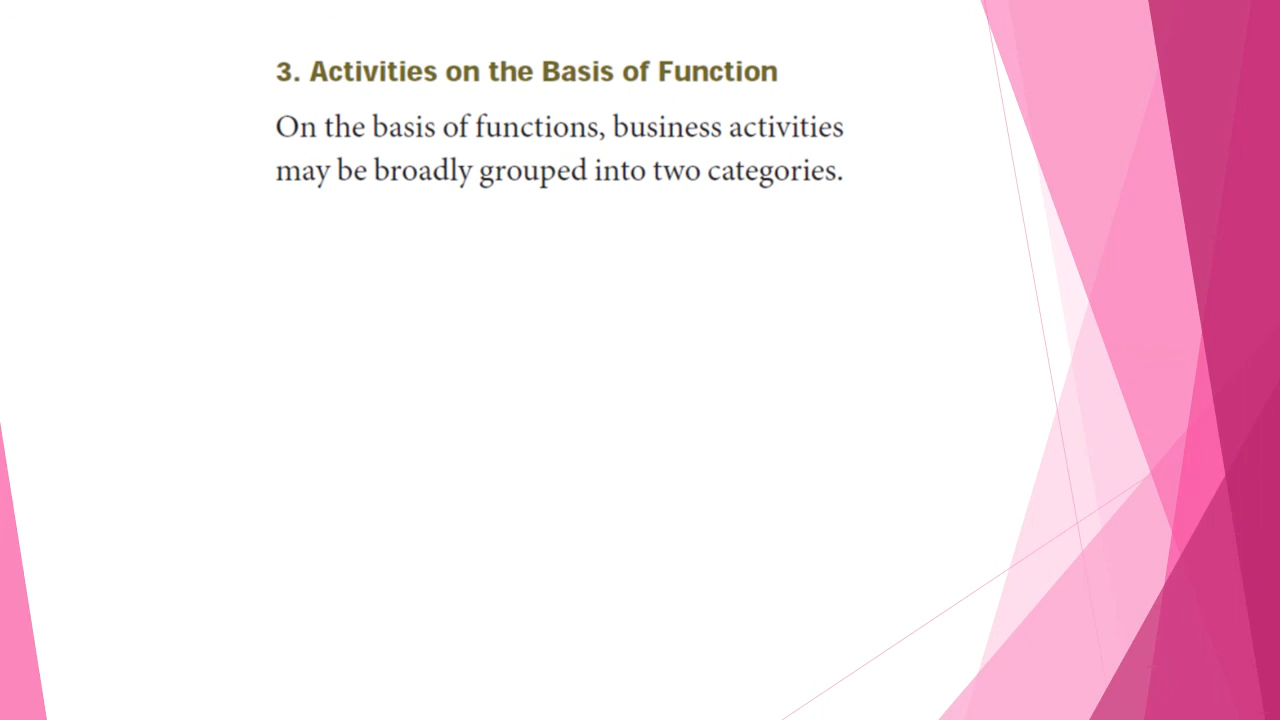 3. Activities on the Basis of Function
On the basis of functions, business activities
may be broadly grouped into two categories.